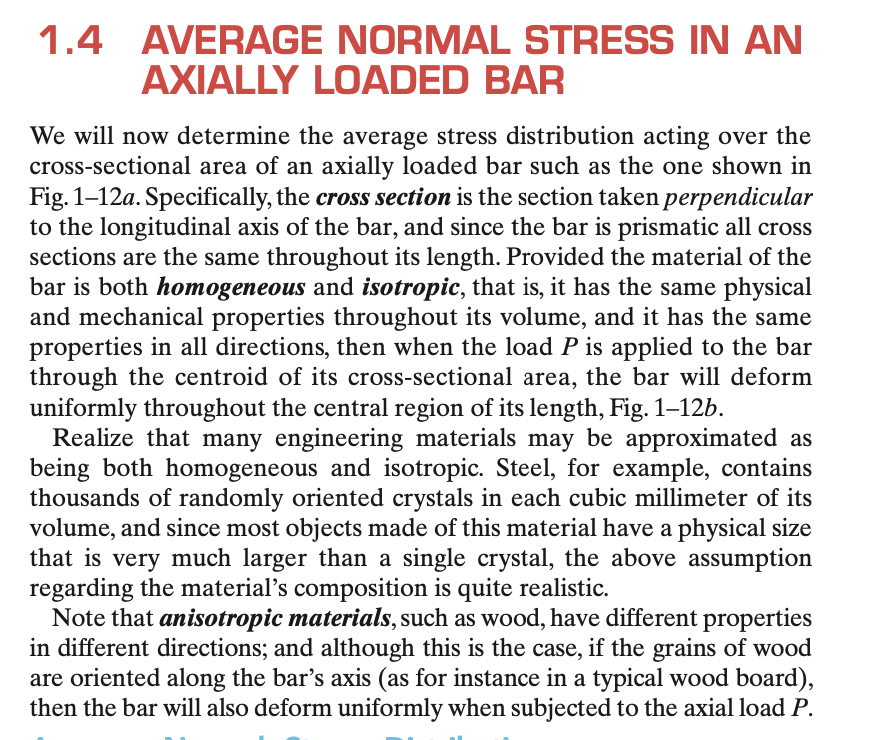 1.4 AVERAGE NORMAL STRESS IN AN
AXIALLY LOADED BAR
We will now determine the average stress distribution acting over the
cross-sectional area of an axially loaded bar such as the one shown in
Fig. 1–12a. Specifically, the cross section is the section taken perpendicular
to the longitudinal axis of the bar, and since the bar is prismatic all cross
sections are the same throughout its length. Provided the material of the
bar is both homogeneous and isotropic, that is, it has the same physical
and mechanical properties throughout its volume, and it has the same
properties in all directions, then when the load P is applied to the bar
through the centroid of its cross-sectional area, the bar will deform
uniformly throughout the central region of its length, Fig. 1–12b.
Realize that many engineering materials may be approximated as
being both homogeneous and isotropic. Steel, for example, contains
thousands of randomly oriented crystals in each cubic millimeter of its
volume, and since most objects made of this material have a physical size
that is very much larger than a single crystal, the above assumption
regarding the material’s composition is quite realistic.
Note that anisotropic materials, such as wood, have different properties
in different directions; and although this is the case, if the grains of wood
are oriented along the bar’s axis (as for instance in a typical wood board),
then the bar will also deform uniformly when subjected to the axial load P.